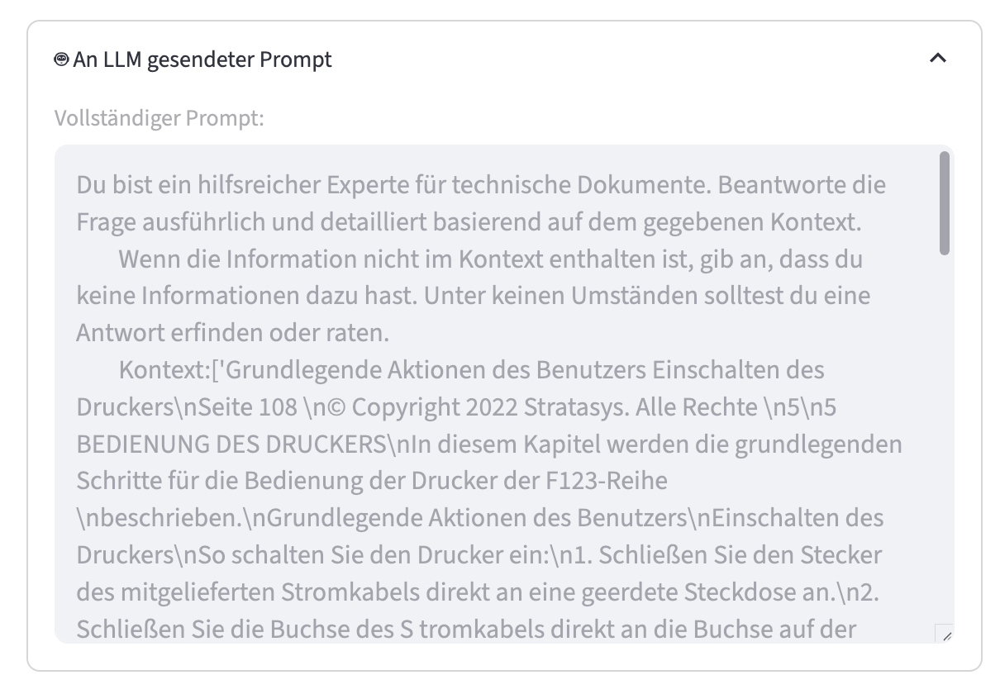 An LLM gesendeter Prompt
Vollständiger Prompt:
Du bist ein hilfsreicher Experte für technische Dokumente. Beantworte die
Frage ausführlich und detailliert basierend auf dem gegebenen Kontext.
Wenn die Information nicht im Kontext enthalten ist, gib an, dass du
keine Informationen dazu hast. Unter keinen Umständen solltest du eine
Antwort erfinden oder raten.
Kontext:['Grundlegende Aktionen des Benutzers Einschalten des
Druckers\nSeite 108 \n© Copyright 2022 Stratasys. Alle Rechte \n5\n5
BEDIENUNG DES DRUCKERS\nIn diesem Kapitel werden die grundlegenden
Schritte für die Bedienung der Drucker der F123-Reihe
\nbeschrieben.\nGrundlegende Aktionen des Benutzers\nEinschalten des
Druckers\nSo schalten Sie den Drucker ein:\n1. Schließen Sie den Stecker
des mitgelieferten Stromkabels direkt an eine geerdete Steckdose an.\n2.
Schließen Sie die Buchse des S tromkabels direkt an die Buchse auf der